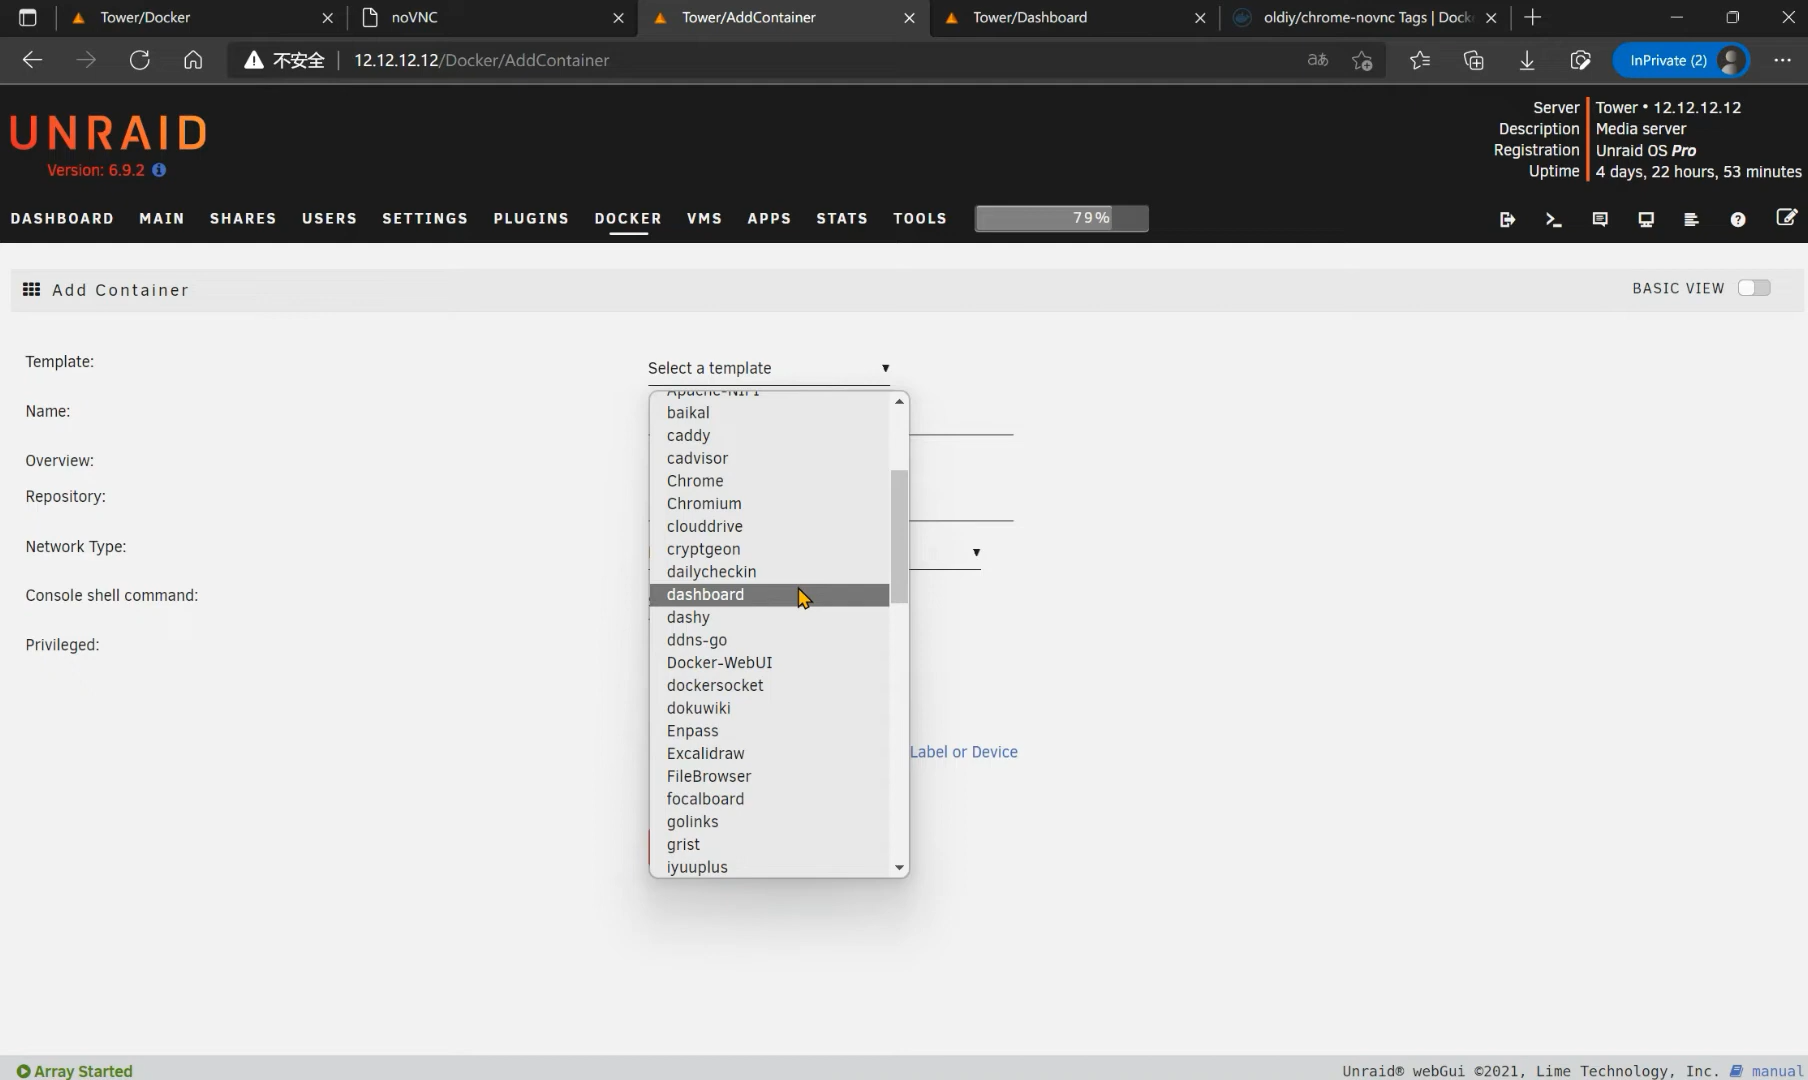 Tower/Docker
noVNC
Tower/AddContainer
Tower/Dashboard
oldiy/chrome-novnc Tags | Dock
不安全
12.12.12.12/Docker/AddContainer
InPrivate (2)
UNRAID
Version: 6.9.2
Server
Tower • 12.12.12.12
Description
Media server
Registration
Unraid OS Pro
Uptime
4 days, 22 hours, 53 minutes
DASHBOARD MAIN SHARES USERS SETTINGS PLUGINS DOCKER VMS APPS STATS TOOLS 79%
Add Container
BASIC VIEW
Template:
Select a template
Name:
Overview:
Repository:
Network Type:
Console shell command:
Privileged:
Apache-NiFi
baikal
caddy
cadvisor
Chrome
Chromium
clouddrive
cryptgeon
dailycheckin
dashboard
dashy
ddns-go
Docker-WebUI
dockersocket
dokuwiki
Enpass
Excalidraw
FileBrowser
focalboard
golinks
grist
iyuuplus
Label or Device
Array Started
Unraid® webGui ©2021, Lime Technology, Inc. manual